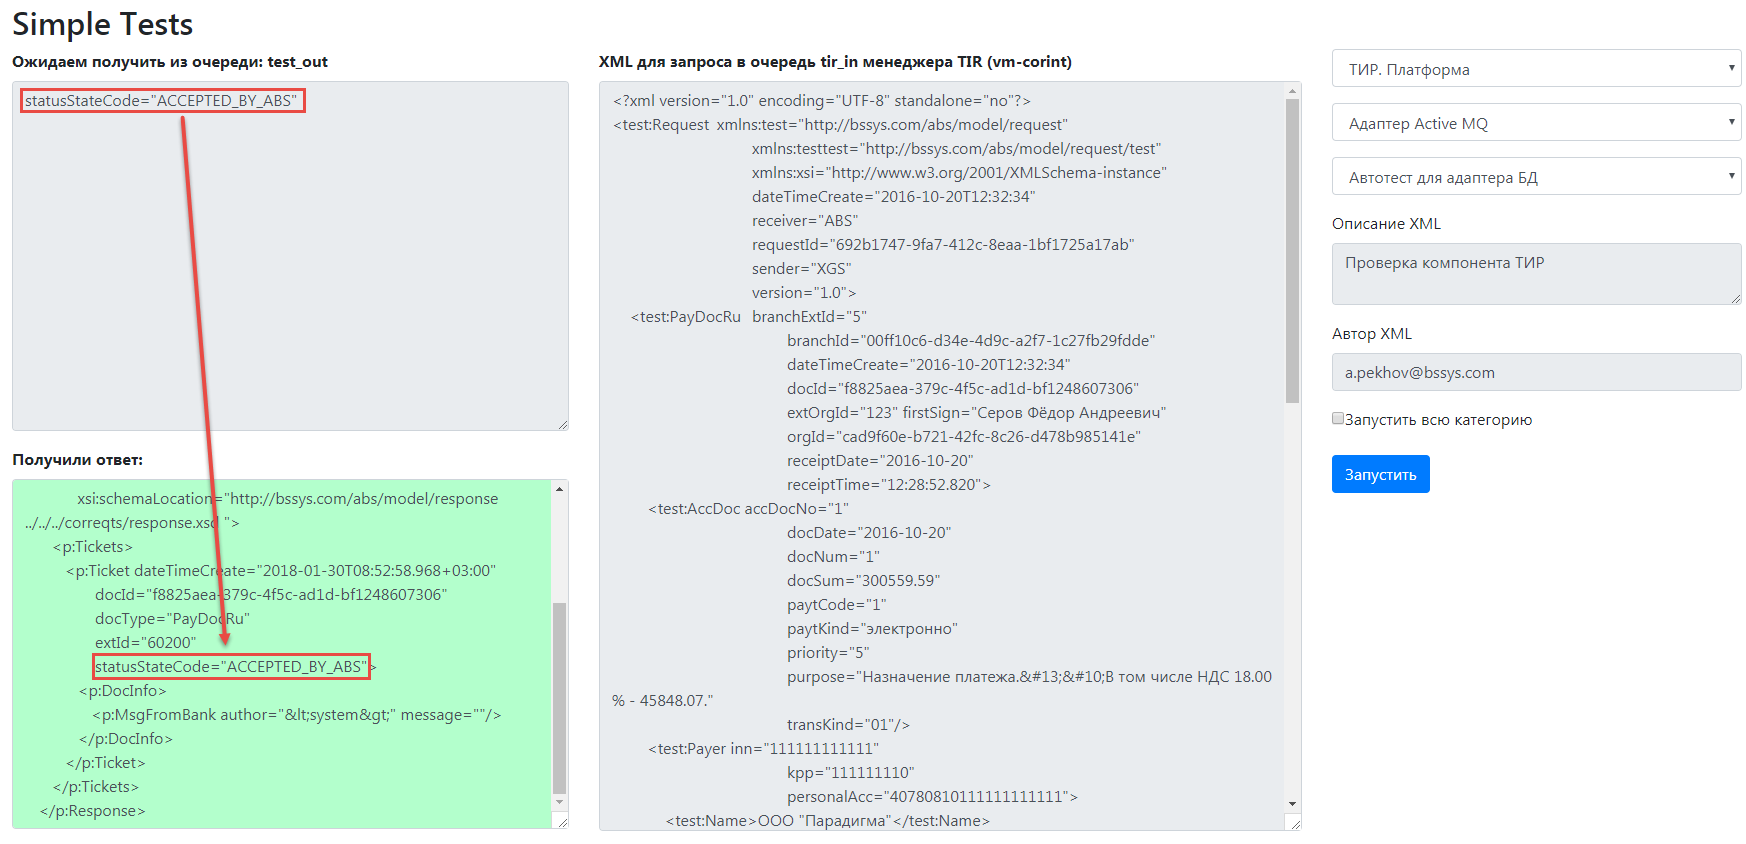 Simple Tests
Ожидаем получить из очереди: test_out
statusStateCode="ACCEPTED_BY_ABS"
Получили ответ:
xsi:schemaLocation="http://bssys.com/abs/model/response
../../../correqts/response.xsd ">
<p:Tickets>
<p:Ticket dateTimeCreate="2018-01-30T08:52:58.968+03:00"
docId="f8825aea-379c-4f5c-ad1d-bf1248607306"
docType="PayDocRu"
extId="60200"
statusStateCode="ACCEPTED_BY_ABS">
<p:DocInfo>
<p:MsgFromBank author="&lt;system&gt;" message=""/>
</p:DocInfo>
</p:Ticket>
</p:Tickets>
</p:Response>
XML для запроса в очередь tir_in менеджера TIR (vm-corint)
<?xml version="1.0" encoding="UTF-8" standalone="no"?>
<test:Request xmlns:test="http://bssys.com/abs/model/request"
xmlns:testtest="http://bssys.com/abs/model/request/test"
xmlns:xsi="http://www.w3.org/2001/XMLSchema-instance"
dateTimeCreate="2016-10-20T12:32:34"
receiver="ABS"
requestId="692b1747-9fa7-412c-8eaa-1bf1725a17ab"
sender="XGS"
version="1.0">
<test:PayDocRu branchExtId="5"
branchId="00ff10c6-d34e-4d9c-a2f7-1c27fb29fdde"
dateTimeCreate="2016-10-20T12:32:34"
docId="f8825aea-379c-4f5c-ad1d-bf1248607306"
extOrgId="123" firstSign="Серов Фёдор Андреевич"
orgId="cad9f60e-b721-42fc-8c26-d478b985141e"
receiptDate="2016-10-20"
receiptTime="12:28:52.820">
<test:AccDoc accDocNo="1"
docDate="2016-10-20"
docNum="1"
docSum="300559.59"
paytCode="1"
paytKind="электронно"
priority="5"
purpose="Назначение платежа.&#13;&#10;В том числе НДС 18.00
% - 45848.07."
transKind="01"/>
<test:Payer inn="111111111111"
kpp="111111110"
personalAcc="40780810111111111111">
<test:Name>ООО "Парадигма"</test:Name>
ТИР. Платформа
Адаптер Active MQ
Автотест для адаптера БД
Описание XML
Проверка компонента ТИР
Автор XML
a.pekhov@bssys.com
Запустить всю категорию
Запустить